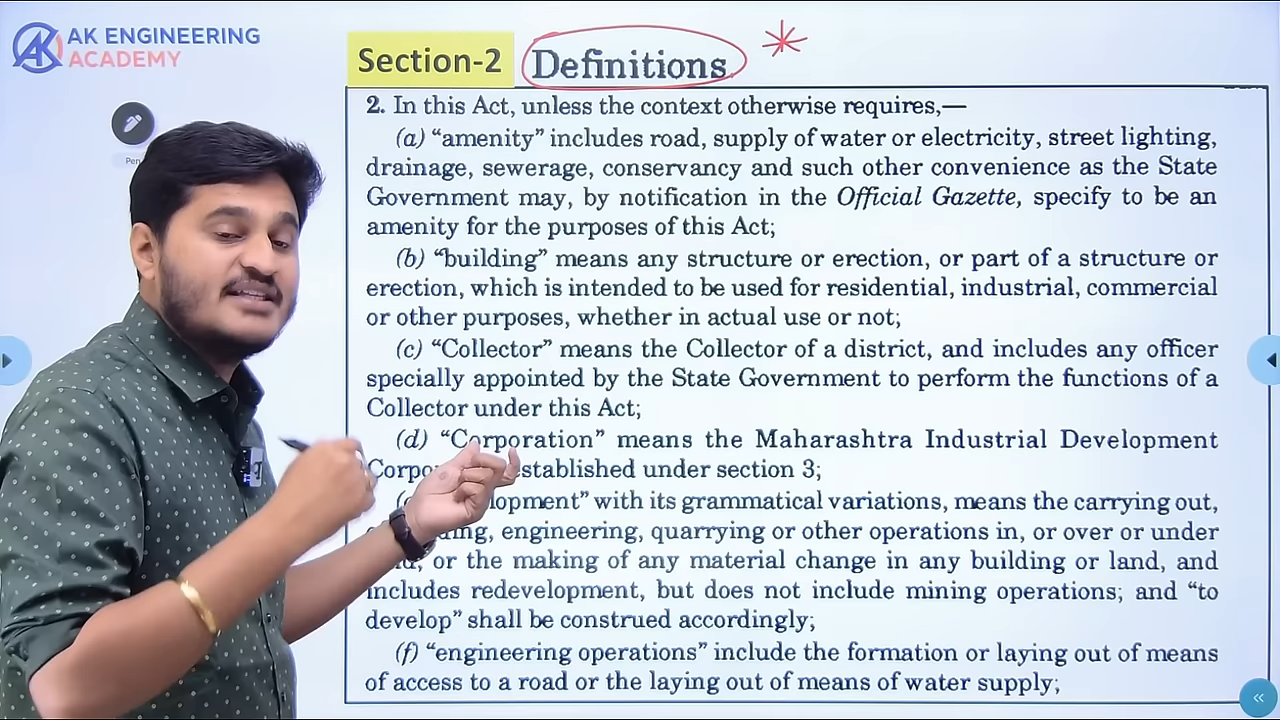 AK ENGINEERING
ACADEMY
Section-2
Definitions
Pen
2. In this Act, unless the context otherwise requires,—
(a) “amenity” includes road, supply of water or electricity, street lighting,
drainage, sewerage, conservancy and such other convenience as the State
Government may, by notification in the Official Gazette, specify to be an
amenity for the purposes of this Act;
(b) “building” means any structure or erection, or part of a structure or
erection, which is intended to be used for residential, industrial, commercial
or other purposes, whether in actual use or not;
(c) “Collector” means the Collector of a district, and includes any officer
specially appointed by the State Government to perform the functions of a
Collector under this Act;
(d) “Corporation” means the Maharashtra Industrial Development
established under section 3;
with its grammatical variations, means the carrying out,
engineering, quarrying or other operations in, or over or under
or the making of any material change in any building or land, and
includes redevelopment, but does not include mining operations; and “to
develop” shall be construed accordingly;
(f) “engineering operations” include the formation or laying out of means
of access to a road or the laying out of means of water supply;